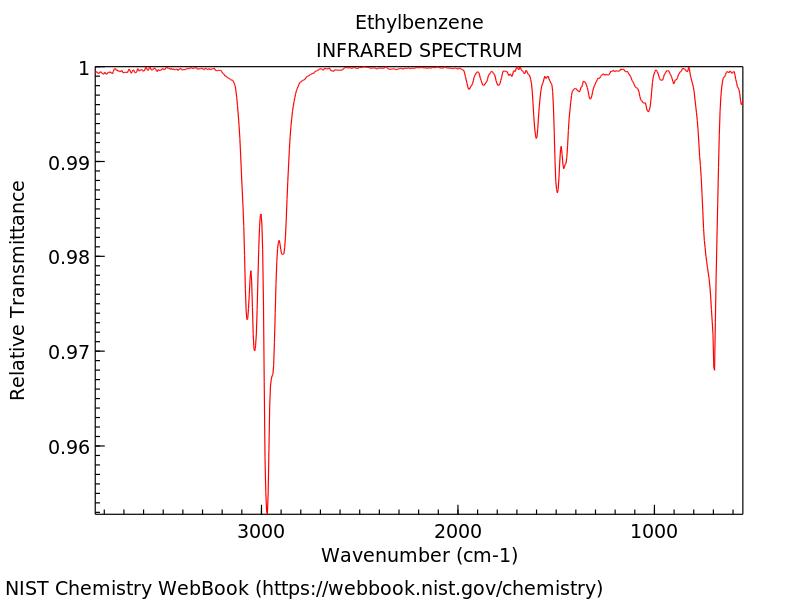 Ethylbenzene
INFRARED SPECTRUM
1
0.99
0.98
0.97
0.96
Relative Transmittance
3000 2000 1000
Wavenumber (cm-1)
NIST Chemistry WebBook (https://webbook.nist.gov/chemistry)